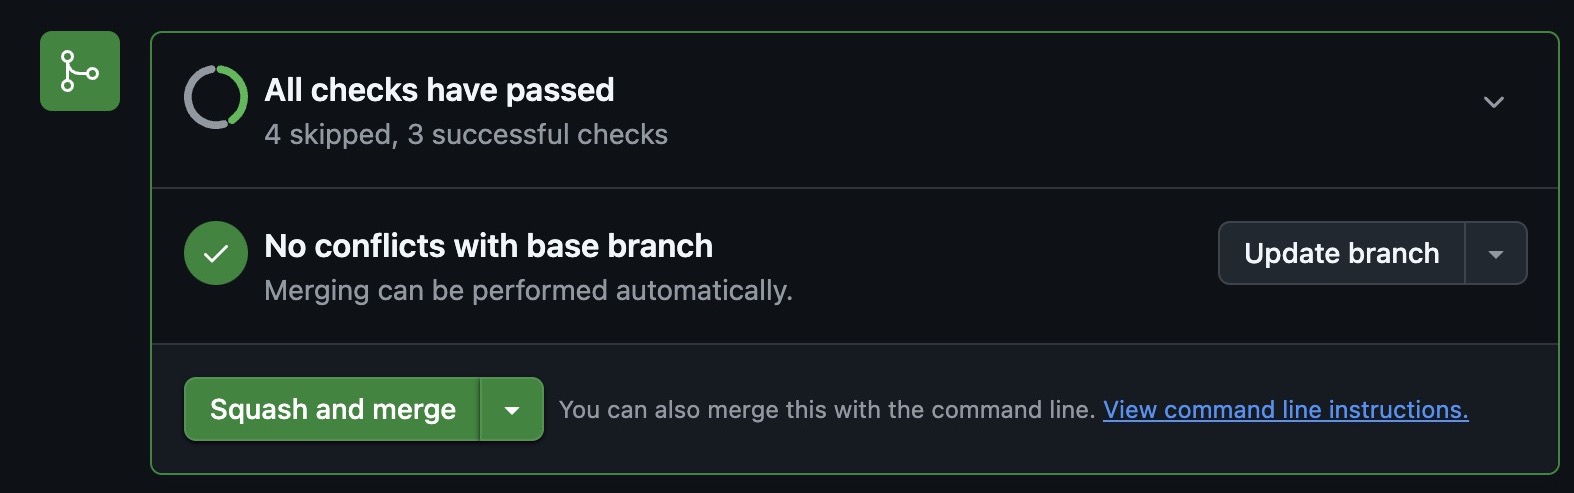 All checks have passed
4 skipped, 3 successful checks
No conflicts with base branch
Merging can be performed automatically.
Update branch
Squash and merge
You can also merge this with the command line. View command line instructions.